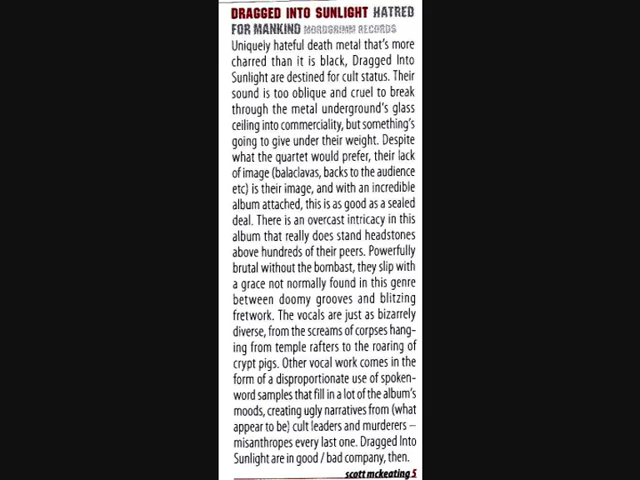 DRAGGED INTO SUNLIGHT HATRED
FOR MANKIND MORDGRIMM RECORDS
Uniquely hateful death metal that's more
charred than it is black, Dragged Into
Sunlight are destined for cult status. Their
sound is too oblique and cruel to break
through the metal underground's glass
ceiling into commerciality, but something's
going to give under their weight. Despite
what the quartet would prefer, their lack
of image (balaclavas, backs to the audience
etc) is their image, and with an incredible
album attached, this is as good as a sealed
deal. There is an overcast intricacy in this
album that really does stand headstones
above hundreds of their peers. Powerfully
brutal without the bombast, they slip with
a grace not normally found in this genre
between doomy grooves and blitzing
fretwork. The vocals are just as bizarrely
diverse, from the screams of corpses hang-
ing from temple rafters to the roaring of
crypt pigs. Other vocal work comes in the
form of a disproportionate use of spoken-
word samples that fill in a lot of the album's
moods, creating ugly narratives from (what
appear to be) cult leaders and murderers –
misanthropes every last one. Dragged Into
Sunlight are in good / bad company, then.
scott mckeating 5